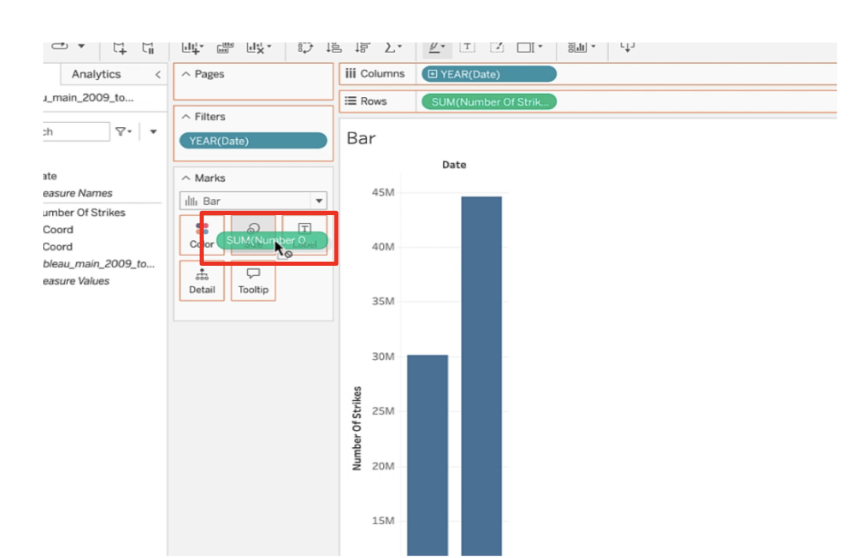 Analytics <
Pages
Columns
YEAR(Date)
_main_2009_to...
Rows
SUM(Number Of Strik...
ch
Filters
YEAR(Date)
Bar
Date
ate
easure Names
umber Of Strikes
Coord
Coord
bleau_main_2009_to...
easure Values
Marks
Bar
Color
SUM(Number O...
Detail
Tooltip
45M
40M
35M
30M
25M
20M
15M
Number Of Strikes